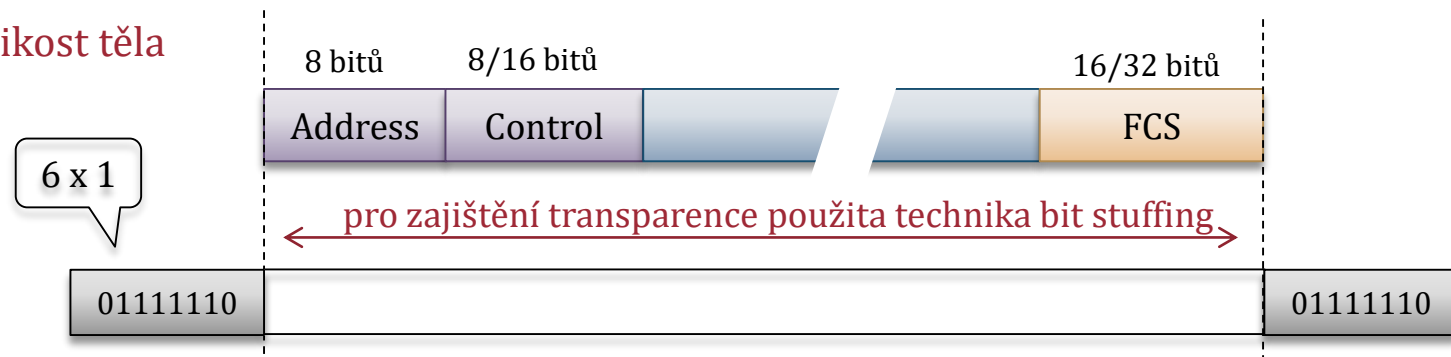 ikost těla
8 bitů
8/16 bitů
16/32 bitů
Address
Control
FCS
6 x 1
pro zajištění transparence použita technika bit stuffing
01111110
01111110